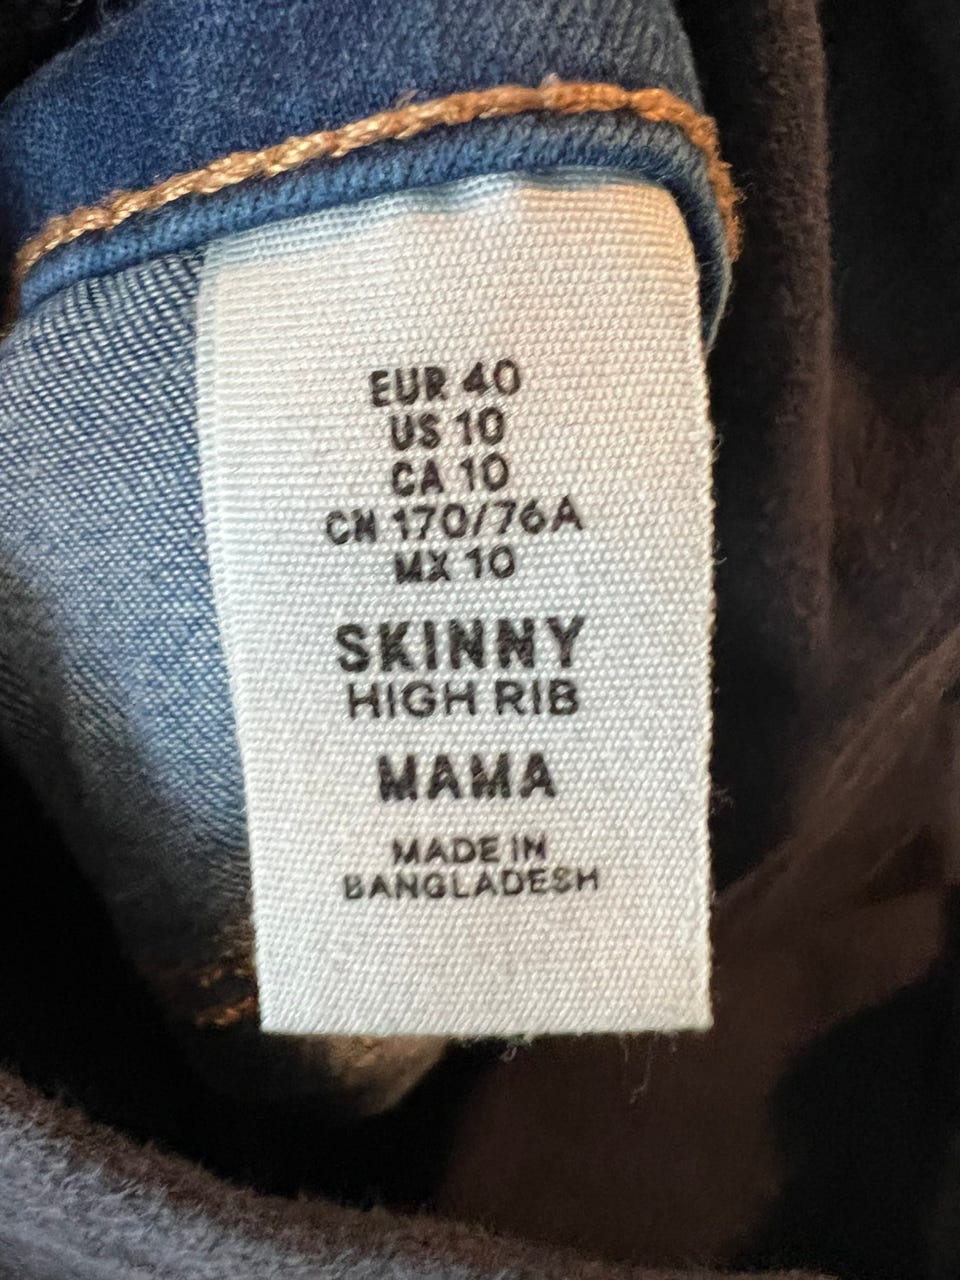 EUR 40
US 10
CA 10
CN 170/76A
MX 10
SKINNY
HIGH RIB
MAMA
MADE IN
BANGLADESH